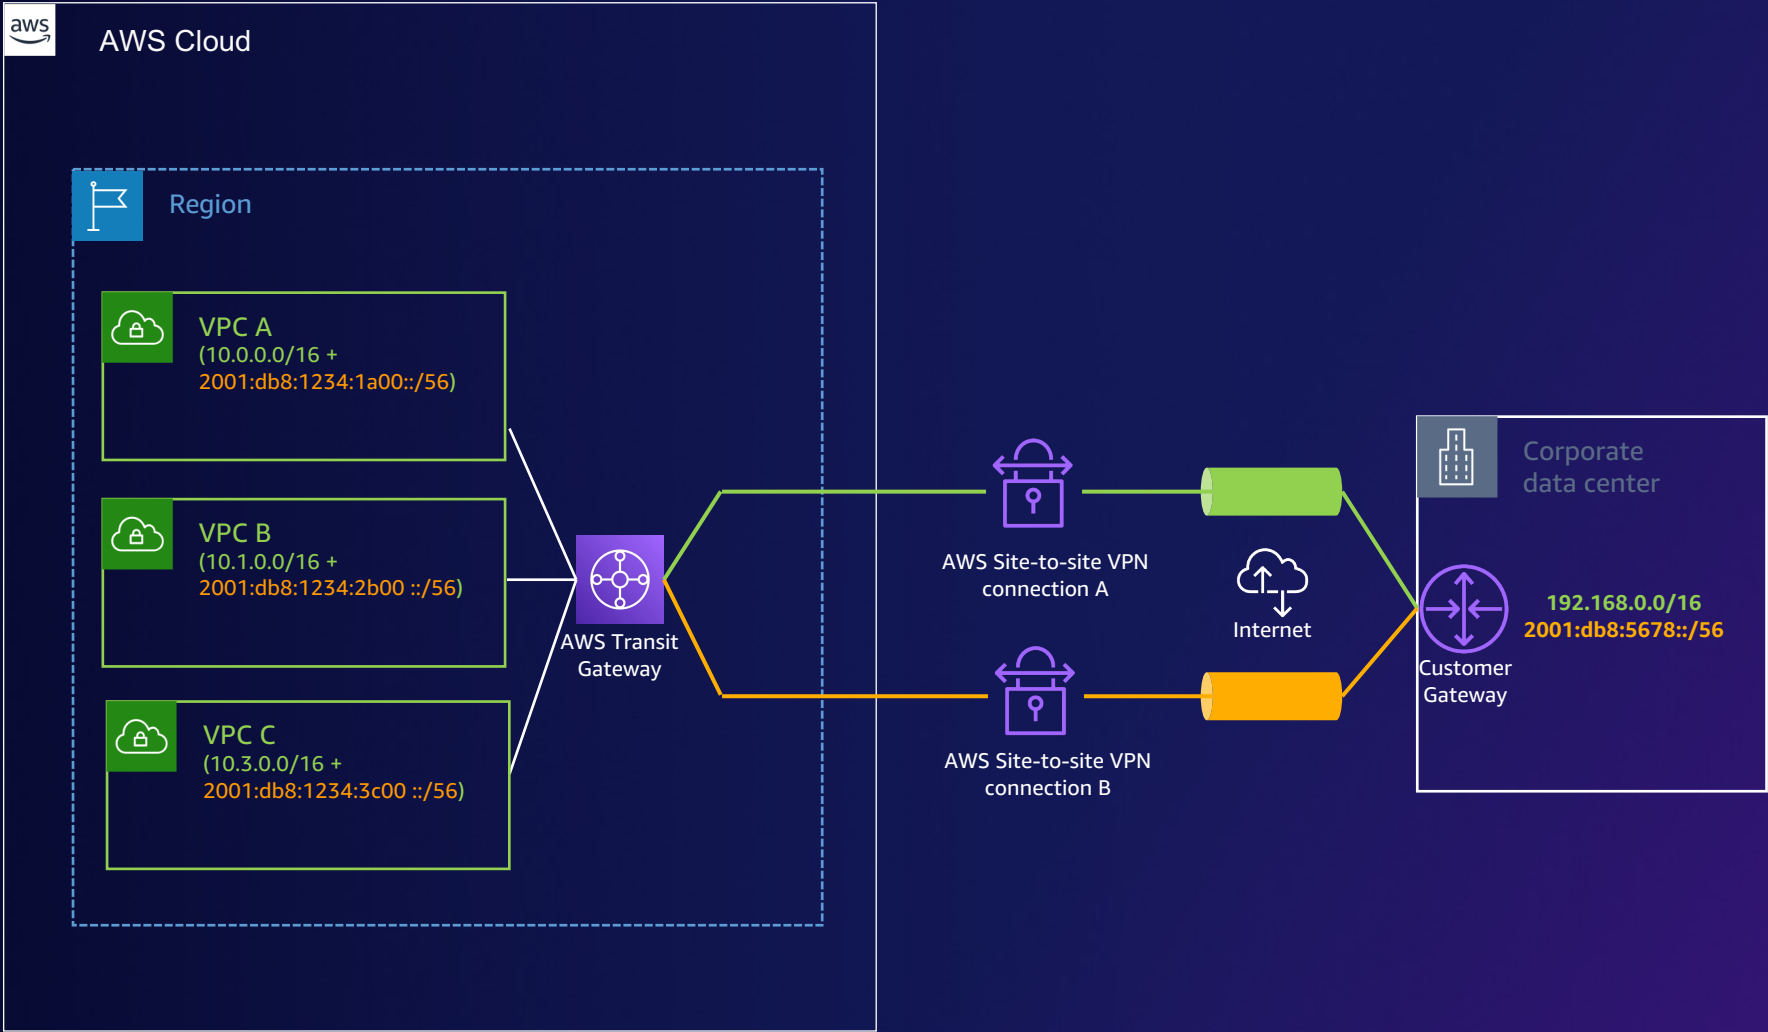 aws
AWS Cloud
Region
VPC A
(10.0.0.0/16 +
2001:db8:1234:1a00::/56)
VPC B
(10.1.0.0/16 +
2001:db8:1234:2b00 ::/56)
VPC C
(10.3.0.0/16 +
2001:db8:1234:3c00 ::/56)
AWS Transit
Gateway
AWS Site-to-site VPN
connection A
AWS Site-to-site VPN
connection B
Internet
Corporate
data center
192.168.0.0/16
2001:db8:5678::/56
Customer
Gateway